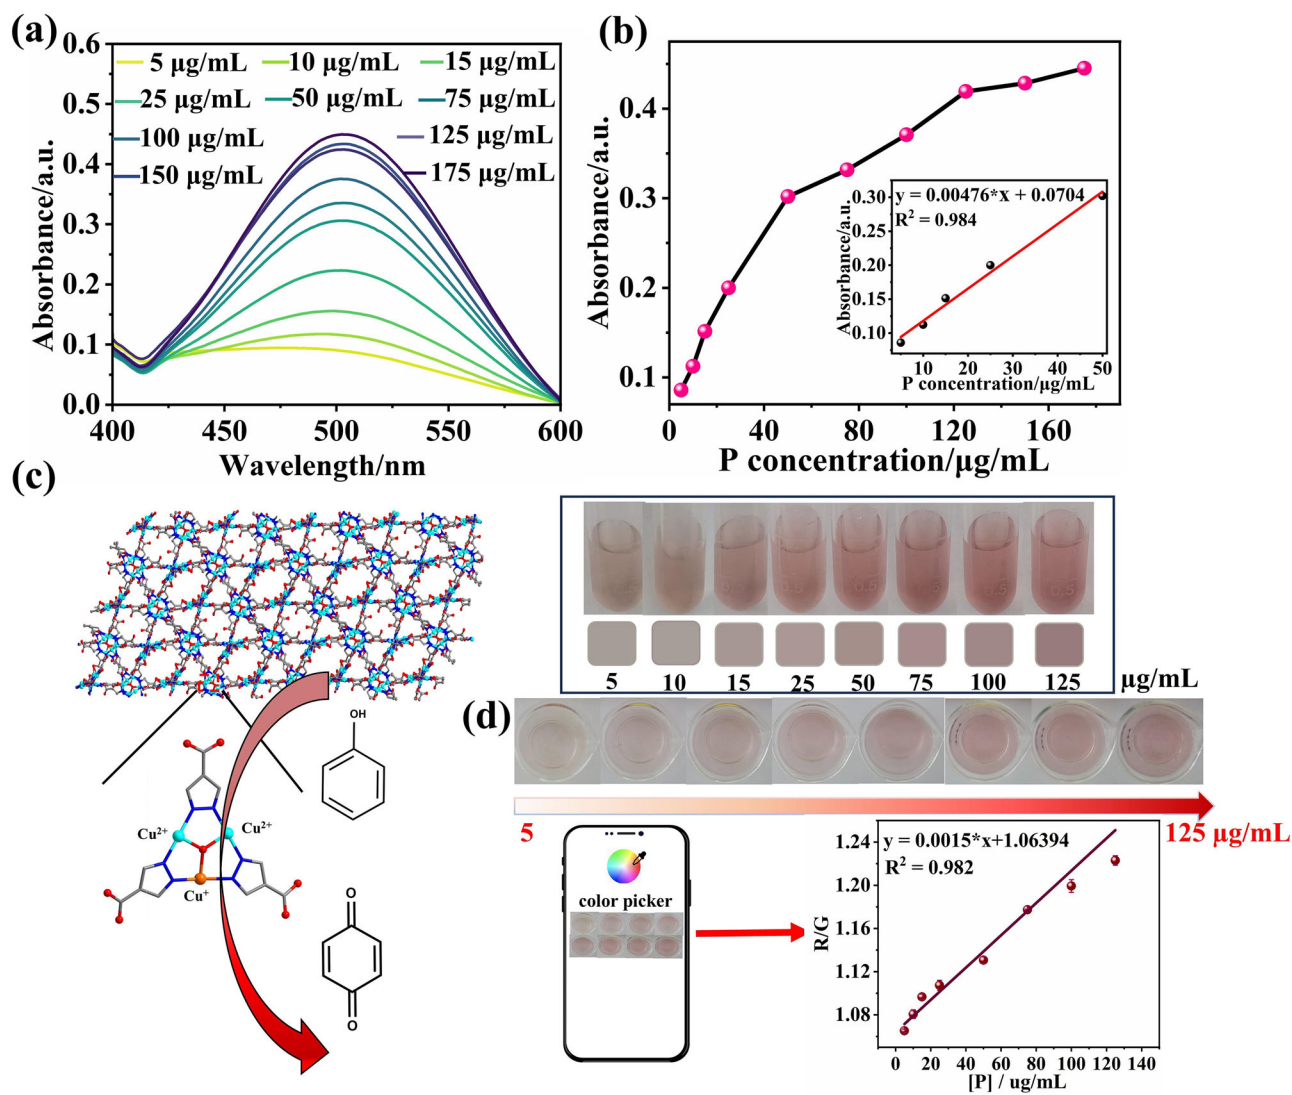 (a)
0.6
0.5
0.4
0.3
0.2
0.1
0.0
Absorbance/a.u.
5 μg/mL 10 μg/mL 15 μg/mL
25 μg/mL 50 μg/mL 75 μg/mL
100 μg/mL 125 μg/mL
150 μg/mL 175 μg/mL
400 450 500 550 600
Wavelength/nm
(b)
0.4
0.3
0.2
0.1
Absorbance/a.u.
0 40 80 120 160
P concentration/μg/mL
y = 0.00476*x + 0.0704
R² = 0.984
0.30
0.25
0.20
0.15
0.10
Absorbance/a.u.
10 20 30 40 50
P concentration/μg/mL
(c)
OH
Cu²⁺ Cu²⁺
Cu⁺
O
O
0.5
0.5
0.5
5 10 15 25 50 75 100 125 μg/mL
(d)
5 125 μg/mL
color picker
y = 0.0015*x+1.06394
R² = 0.982
1.24
1.20
1.16
1.12
1.08
R/G
0 20 40 60 80 100 120 140
[P] / ug/mL